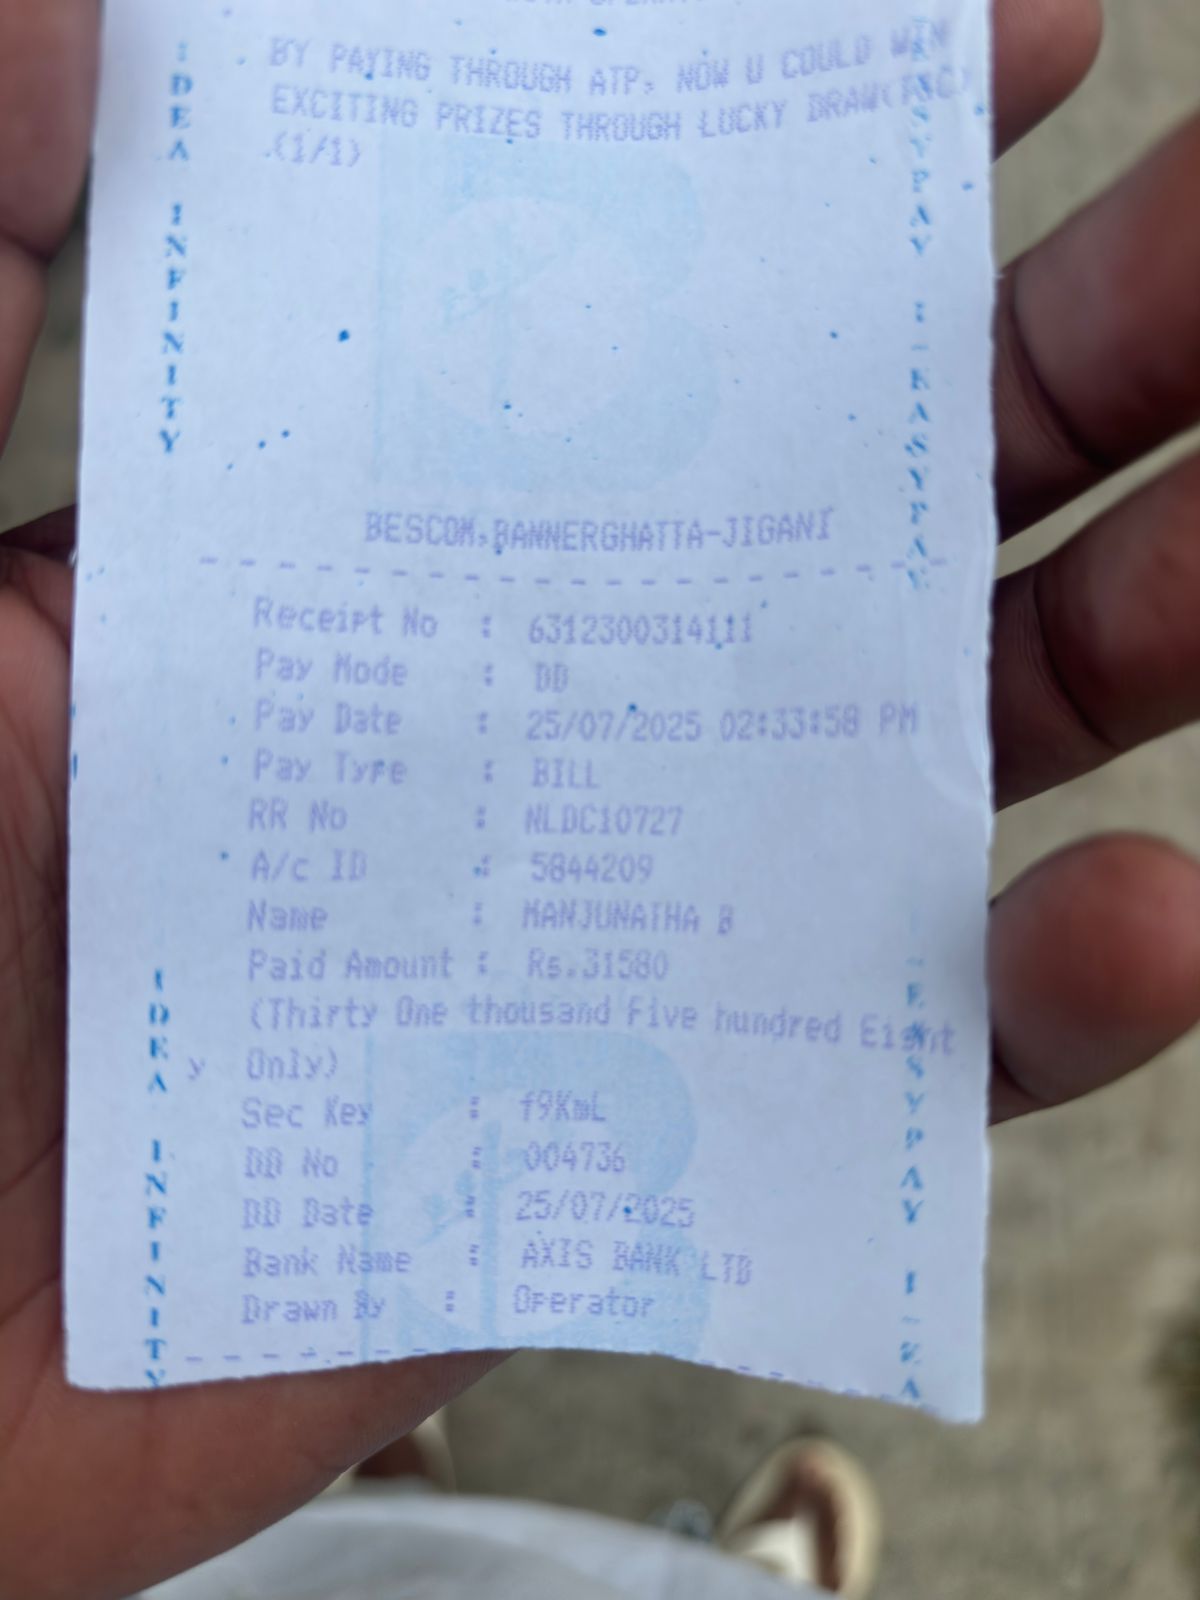 BY PAYING THROUGH ATP, NOW U COULD WIN
EXCITING PRIZES THROUGH LUCKY DRAW
.(1/1)
IDEA INFINITY
EASYPAY I-KASYPAY
BESCOM,BANNERGHATTA-JIGANI
Receipt No : 6312300314111
Pay Mode : DD
Pay Date : 25/07/2025 02:33:58 PM
Pay Type : BILL
RR No : NLDC10727
A/c ID : 5844209
Name : MANJUNATHA B
Paid Amount : Rs.31580
(Thirty One thousand Five hundred Eight
y Only)
Sec Key : f9KmL
DD No : 004736
DD Date : 25/07/2025
Bank Name : AXIS BANK LTD
Drawn By : Operator
IDEA INFINITY